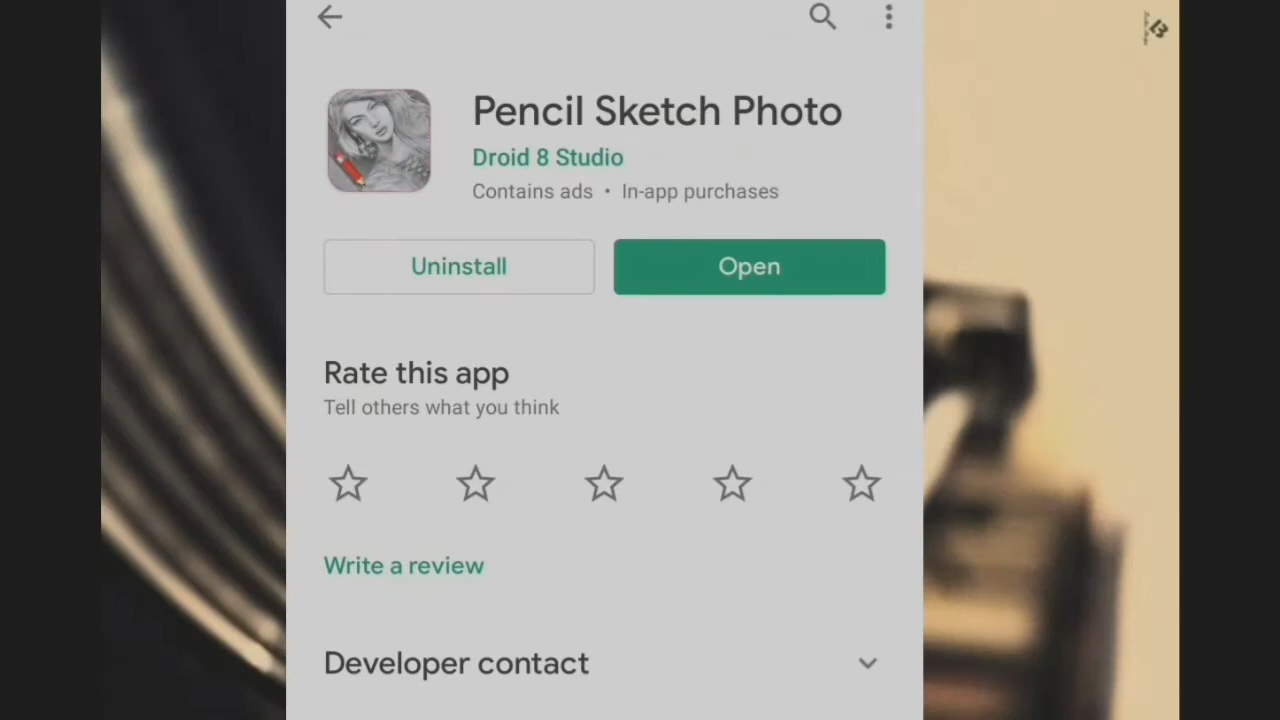 Pencil Sketch Photo
Droid 8 Studio
Contains ads • In-app purchases
Uninstall
Open
Rate this app
Tell others what you think
Write a review
Developer contact